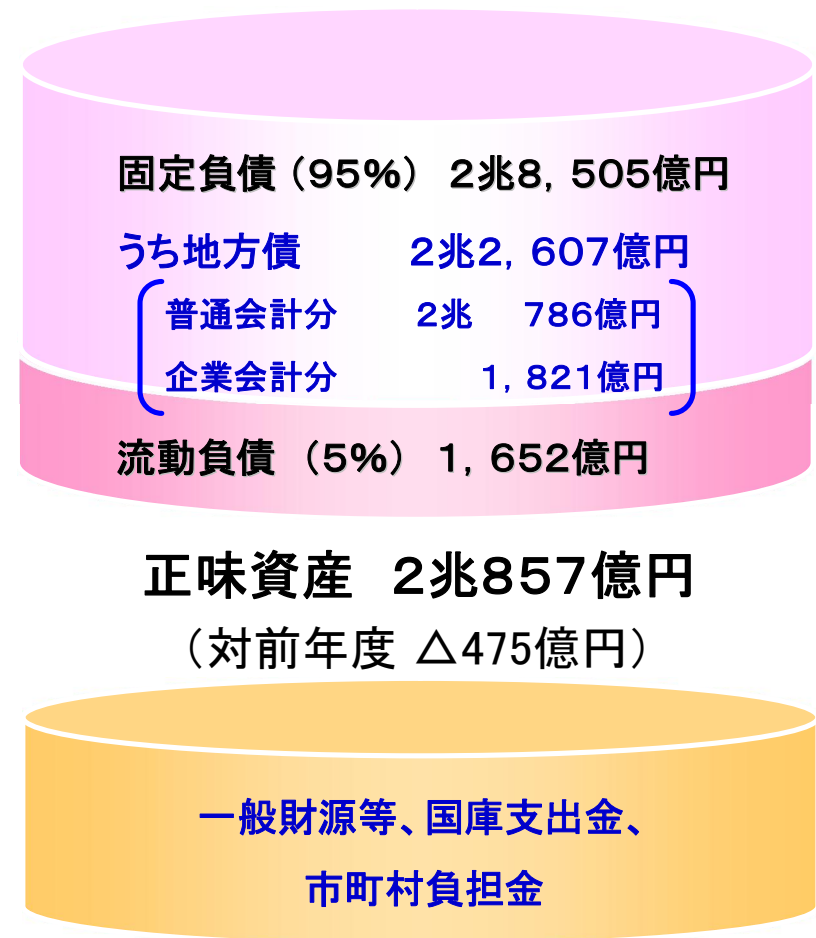 固定負債（95％） 2兆8，505億円
うち地方債 2兆2，607億円
普通会計分 2兆 786億円
企業会計分 1，821億円
流動負債 （5％） 1，652億円
正味資産 2兆857億円
（対前年度 △475億円）
一般財源等、国庫支出金、
市町村負担金